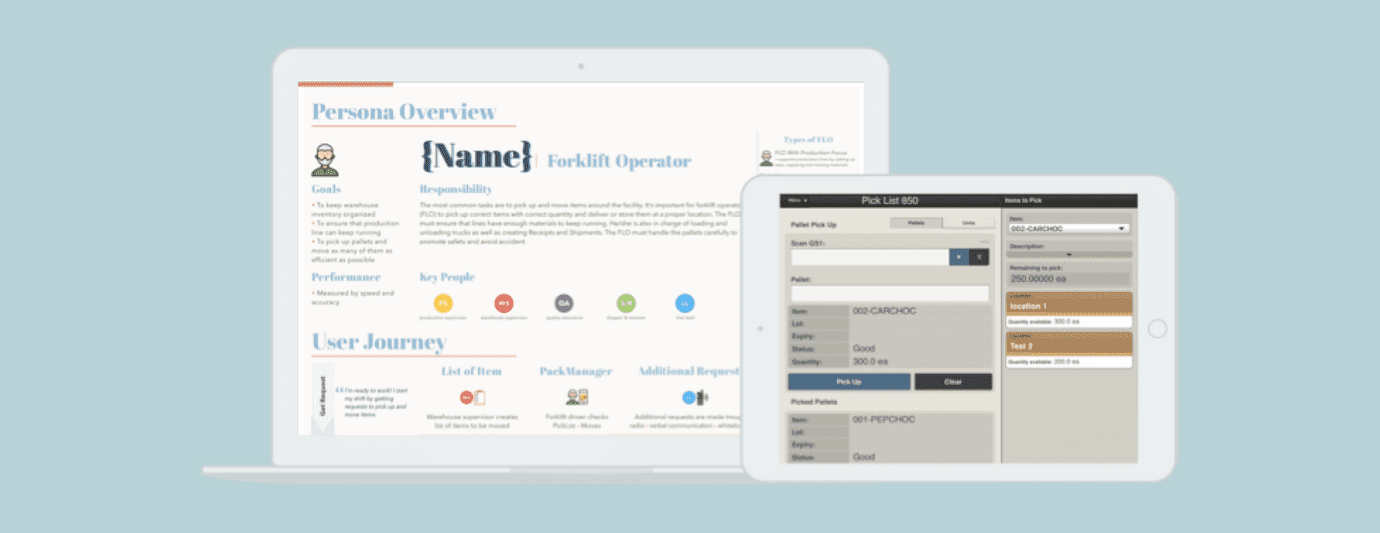 Persona Overview
{Name}
Forklift Operator
Goals
• To keep warehouse
inventory organized
• To ensure that production
line can keep running
• To pick up pallets and
move as many of them as
efficient as possible
Responsibility
The most common tasks are to pick up and move items around the facility. It's important for forklift operato
(FLO) to pick up correct items with correct quantity and deliver or store them at a proper location. The FLO
must ensure that lines have enough materials to keep running. He/she is also in charge of loading and
unloading trucks as well as creating Receipts and Shipments. The FLO must handle the pallets carefully to
promote safety and avoid accident.
Types of FLO
FLO With Production Focus
Performance
• Measured by speed and
accuracy
Key People
PS
WS
QA
S/R
LL
production supervisor
warehouse supervisor
quality assurance
shipper & receiver
line lead
User Journey
Get Request
“ I'm ready to work! I start
my shift by getting
requests to pick up and
move items
List of Item
Warehouse supervisor creates
list of items to be moved
PackManager
Forklift driver checks
PickList - Moves
Additional Request
Additional requests are made throu
radio - verbal communication - whitebo
Menu
Pick List 850
Items to Pick
Pallet Pick Up
Pallets
Units
Scan GS1:
X
Pallet:
Item: 002-CARCHOC
Lot:
Expiry:
Status: Good
Quantity: 300.0 ea
Pick Up
Clear
Picked Pallets
Item: 001-PEPCHOC
Lot:
Expiry:
Status: Good
Item:
002-CARCHOC
Description:
Remaining to pick:
250.00000 ea
Location:
location 1
Quantity available: 300.0 ea
Location:
Test 2
Quantity available: 200.0 ea